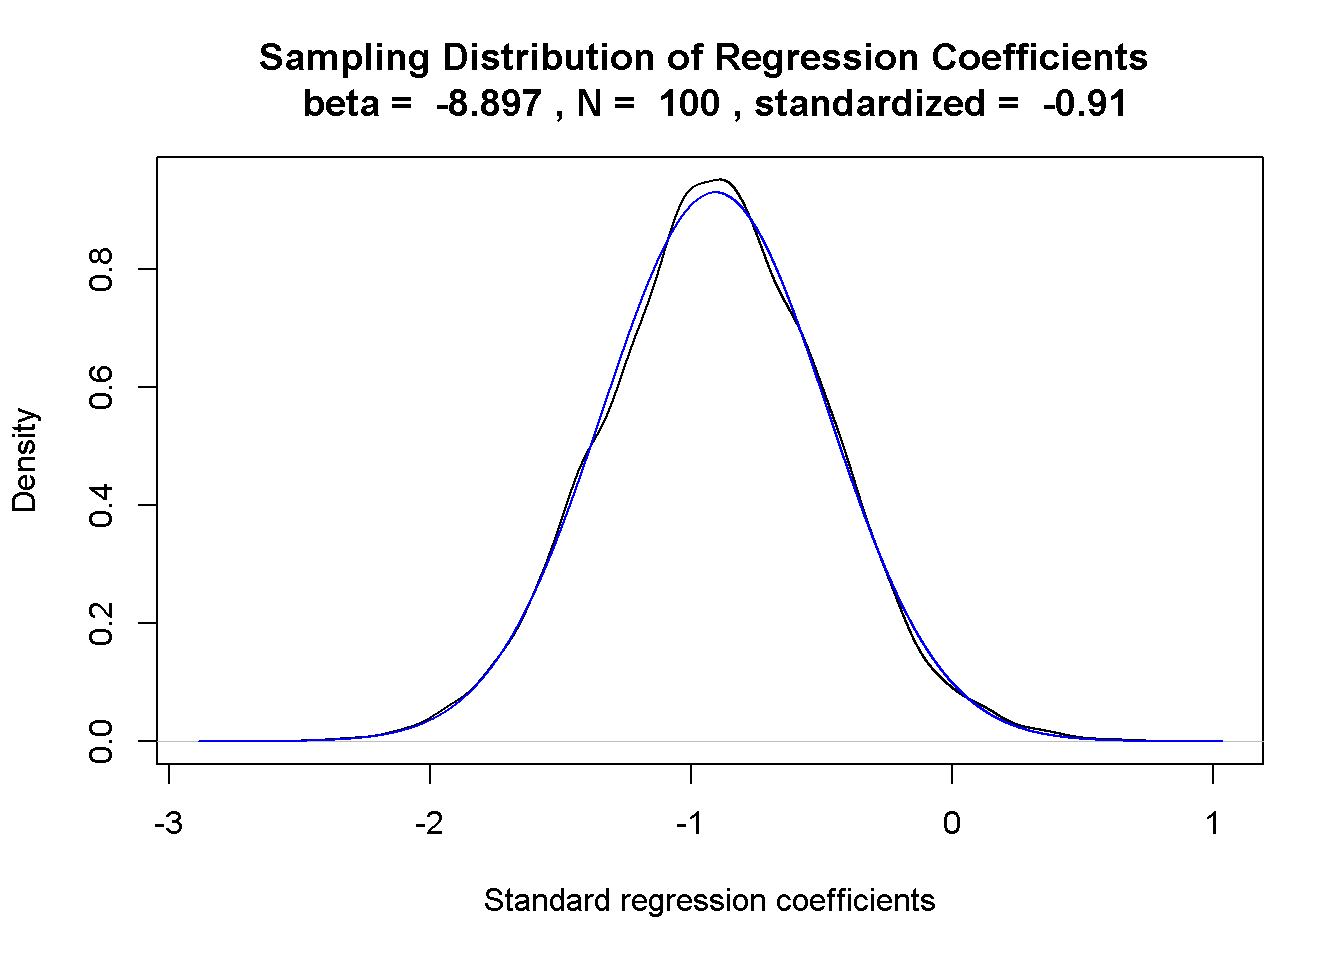 Sampling Distribution of Regression Coefficients
beta =  -8.897 , N =  100 , standardized =  -0.91
Density
0.8
0.6
0.4
0.2
0.0
-3 -2 -1 0 1
Standard regression coefficients